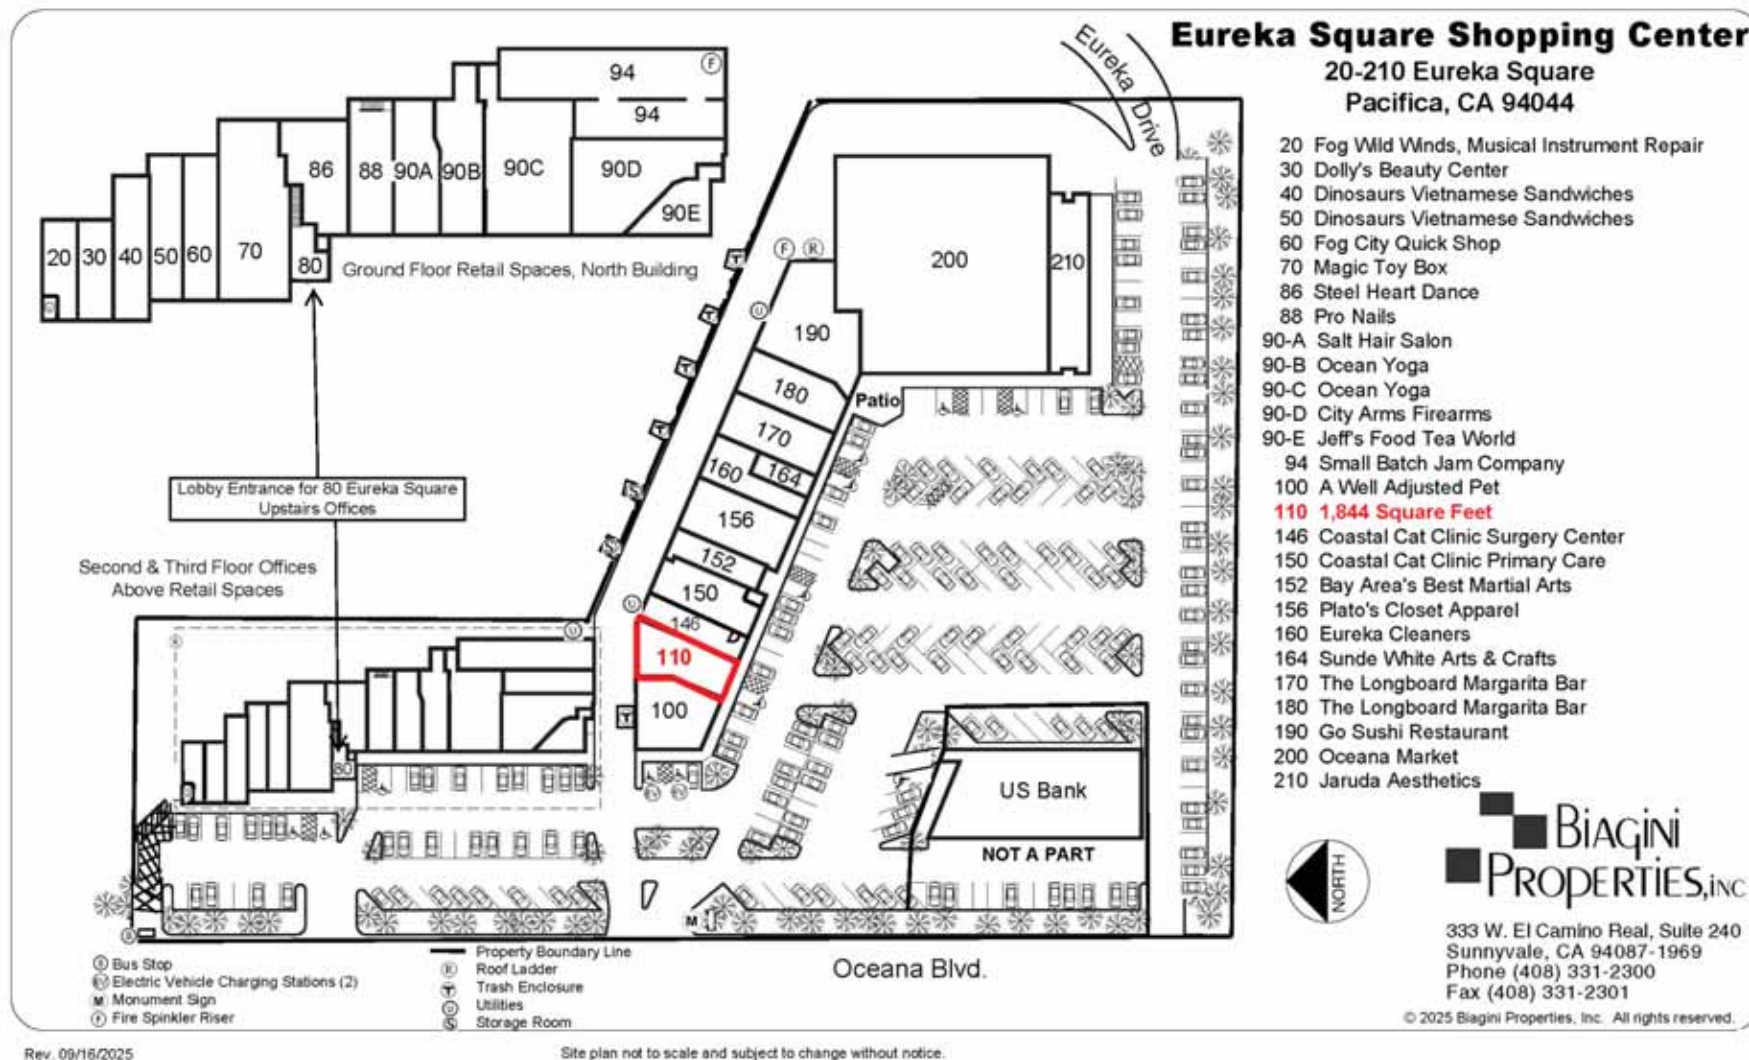 Eureka Square Shopping Center
20-210 Eureka Square
Pacifica, CA 94044
20 Fog Wild Winds, Musical Instrument Repair
30 Dolly's Beauty Center
40 Dinosaurs Vietnamese Sandwiches
50 Dinosaurs Vietnamese Sandwiches
60 Fog City Quick Shop
70 Magic Toy Box
86 Steel Heart Dance
88 Pro Nails
90-A Salt Hair Salon
90-B Ocean Yoga
90-C Ocean Yoga
90-D City Arms Firearms
90-E Jeff's Food Tea World
94 Small Batch Jam Company
100 A Well Adjusted Pet
110 1,844 Square Feet
146 Coastal Cat Clinic Surgery Center
150 Coastal Cat Clinic Primary Care
152 Bay Area's Best Martial Arts
156 Plato's Closet Apparel
160 Eureka Cleaners
164 Sunde White Arts & Crafts
170 The Longboard Margarita Bar
180 The Longboard Margarita Bar
190 Go Sushi Restaurant
200 Oceana Market
210 Jaruda Aesthetics
Eureka Drive
94
F
94
86
88
90A
90B
90C
90D
90E
20
30
40
50
60
70
80
Ground Floor Retail Spaces, North Building
Lobby Entrance for 80 Eureka Square
Upstairs Offices
Second & Third Floor Offices
Above Retail Spaces
F
R
U
200
210
190
180
Patio
170
160
164
156
152
150
U
146
110
100
U
80
US Bank
NOT A PART
M
NORTH
Biagini
Properties, inc
333 W. El Camino Real, Suite 240
Sunnyvale, CA 94087-1969
Phone (408) 331-2300
Fax (408) 331-2301
© 2025 Biagini Properties, Inc. All rights reserved.
Oceana Blvd.
B Bus Stop
EV Electric Vehicle Charging Stations (2)
M Monument Sign
F Fire Spinkler Riser
Property Boundary Line
R Roof Ladder
T Trash Enclosure
U Utilities
S Storage Room
Rev. 09/16/2025
Site plan not to scale and subject to change without notice.